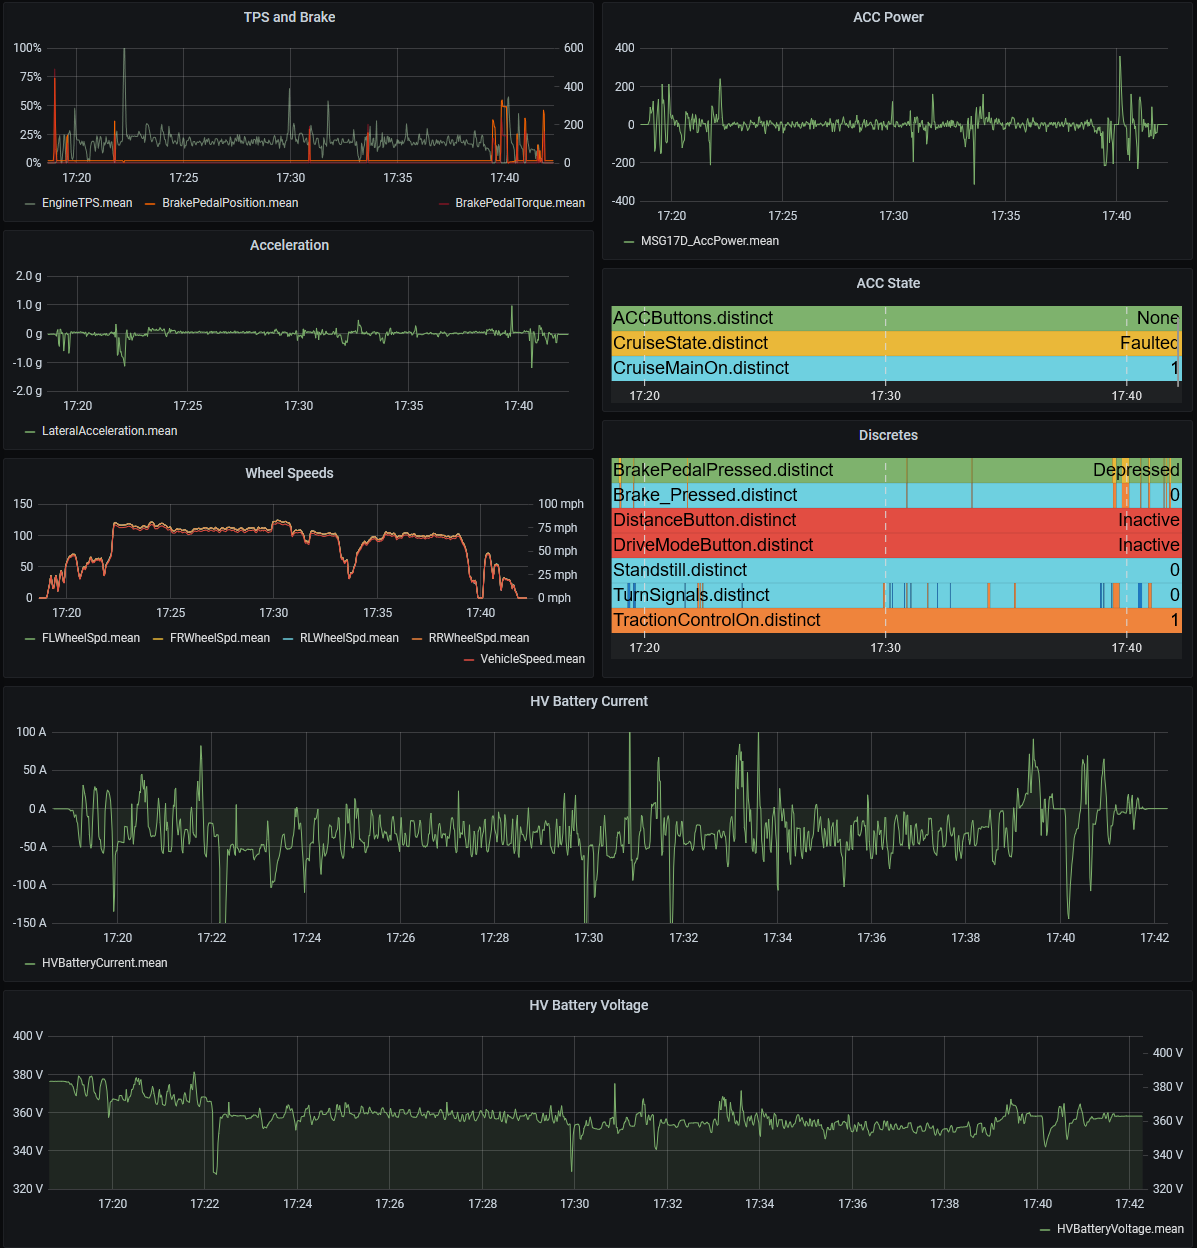 TPS and Brake
100%
75%
50%
25%
0%
600
400
200
0
17:20 17:25 17:30 17:35 17:40
EngineTPS.mean BrakePedalPosition.mean BrakePedalTorque.mean
ACC Power
400
200
0
-200
-400
17:20 17:25 17:30 17:35 17:40
MSG17D_AccPower.mean
Acceleration
2.0 g
1.0 g
0 g
-1.0 g
-2.0 g
17:20 17:25 17:30 17:35 17:40
LateralAcceleration.mean
ACC State
ACCButtons.distinct None
CruiseState.distinct Faulted
CruiseMainOn.distinct 1
17:20 17:30 17:40
Wheel Speeds
150
100
50
0
100 mph
75 mph
50 mph
25 mph
0 mph
17:20 17:25 17:30 17:35 17:40
FLWheelSpd.mean FRWheelSpd.mean RLWheelSpd.mean RRWheelSpd.mean
VehicleSpeed.mean
Discretes
BrakePedalPressed.distinct Depressed
Brake_Pressed.distinct 0
DistanceButton.distinct Inactive
DriveModeButton.distinct Inactive
Standstill.distinct 0
TurnSignals.distinct 0
TractionControlOn.distinct 1
17:20 17:30 17:40
HV Battery Current
100 A
50 A
0 A
-50 A
-100 A
-150 A
17:20 17:22 17:24 17:26 17:28 17:30 17:32 17:34 17:36 17:38 17:40 17:42
HVBatteryCurrent.mean
HV Battery Voltage
400 V
380 V
360 V
340 V
320 V
400 V
380 V
360 V
340 V
320 V
17:20 17:22 17:24 17:26 17:28 17:30 17:32 17:34 17:36 17:38 17:40 17:42
HVBatteryVoltage.mean